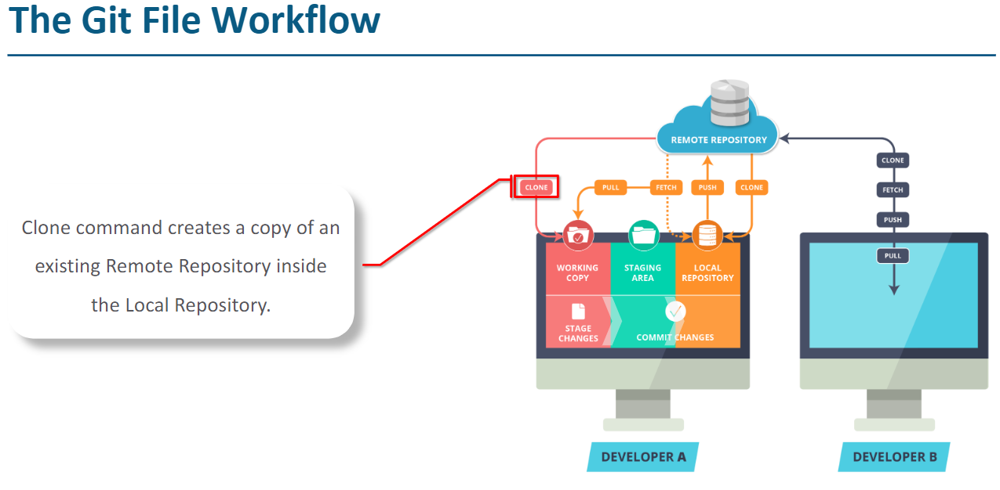 The Git File Workflow
Clone command creates a copy of an
existing Remote Repository inside
the Local Repository.
REMOTE REPOSITORY
CLONE
PULL
FETCH
PUSH
CLONE
WORKING
COPY
STAGING
AREA
LOCAL
REPOSITORY
STAGE
CHANGES
COMMIT CHANGES
DEVELOPER A
CLONE
FETCH
PUSH
PULL
DEVELOPER B